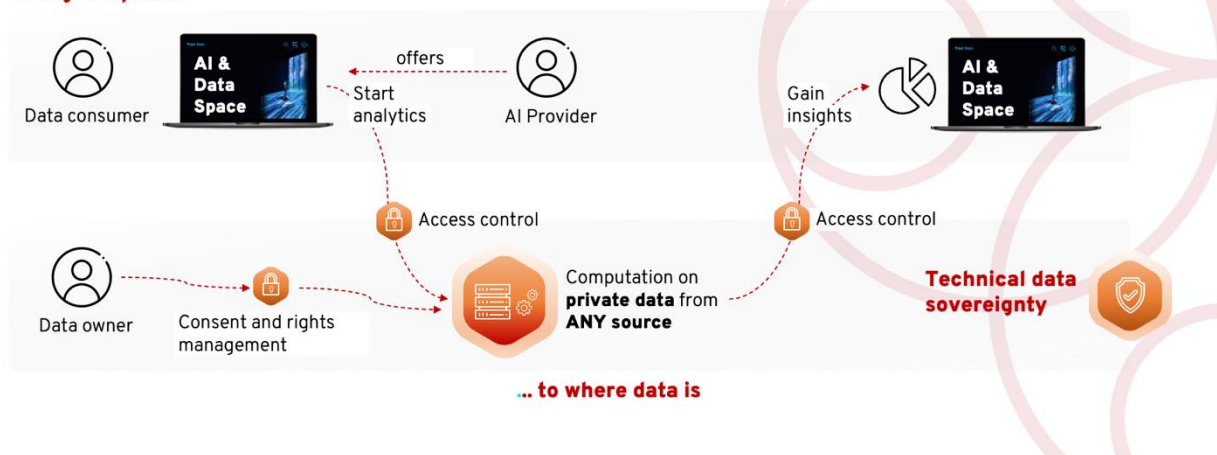 offers
AI &
Data
Space
Start
analytics
Data consumer
AI Provider
Gain
insights
AI &
Data
Space
Access control
Access control
Data owner
Consent and rights
management
Computation on
private data from
ANY source
Technical data
sovereignty
... to where data is